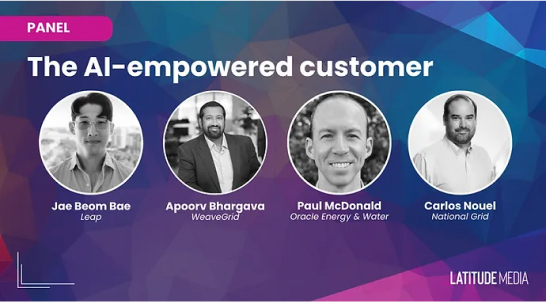 PANEL
The AI-empowered customer
Jae Beom Bae
Leap
Apoorv Bhargava
WeaveGrid
Paul McDonald
Oracle Energy & Water
Carlos Nouel
National Grid
LATITUDE MEDIA